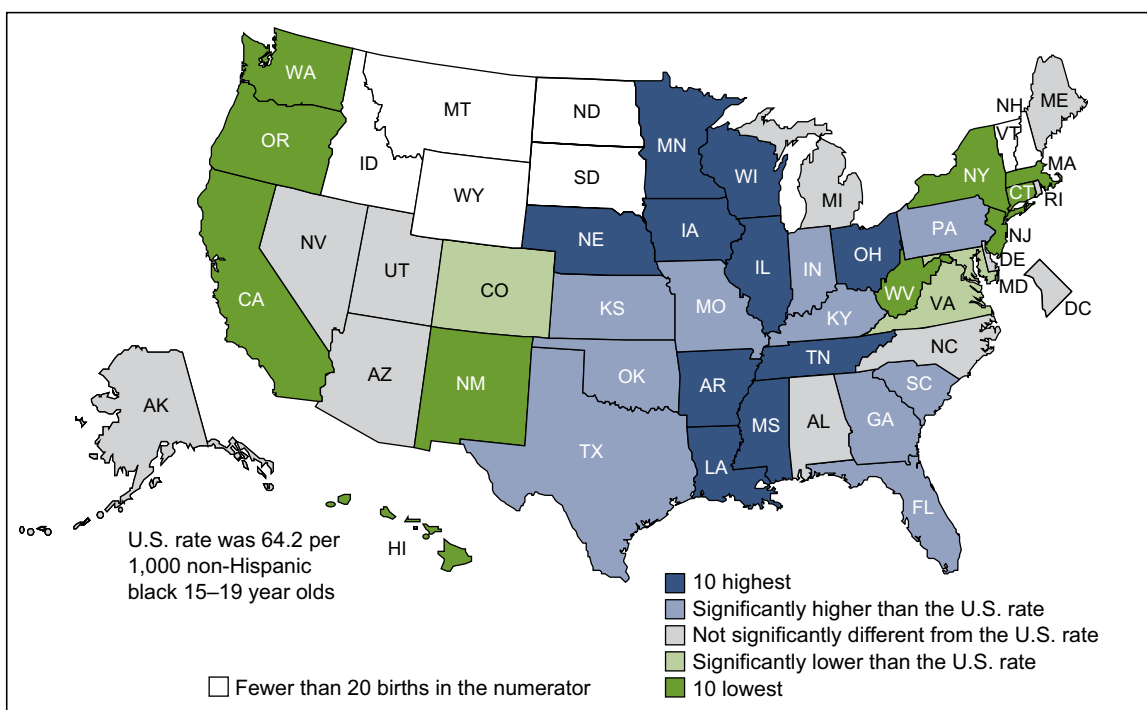 WA
MT
ND
MN
ME
NH
VT
OR
ID
WY
SD
WI
MI
NY
MA
CT
RI
NV
UT
CO
NE
IA
IL
IN
OH
PA
NJ
DE
MD
DC
CA
AZ
NM
KS
MO
KY
WV
VA
OK
AR
TN
NC
SC
TX
LA
MS
AL
GA
FL
AK
HI
U.S. rate was 64.2 per
1,000 non-Hispanic
black 15–19 year olds
10 highest
Significantly higher than the U.S. rate
Not significantly different from the U.S. rate
Significantly lower than the U.S. rate
10 lowest
Fewer than 20 births in the numerator